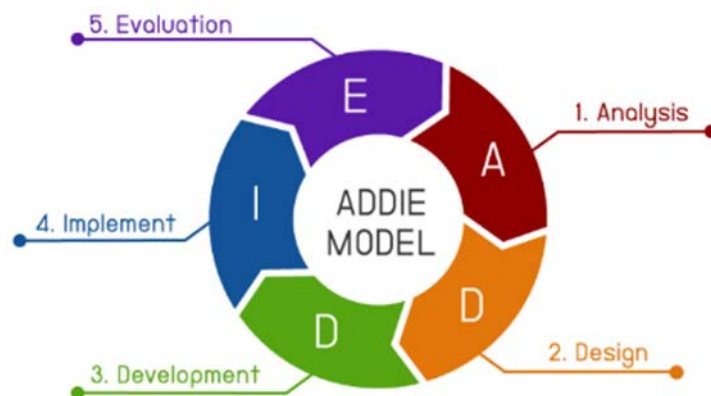 5. Evaluation
E
1. Analysis
A
ADDIE
MODEL
I
4. Implement
D
D
2. Design
3. Development